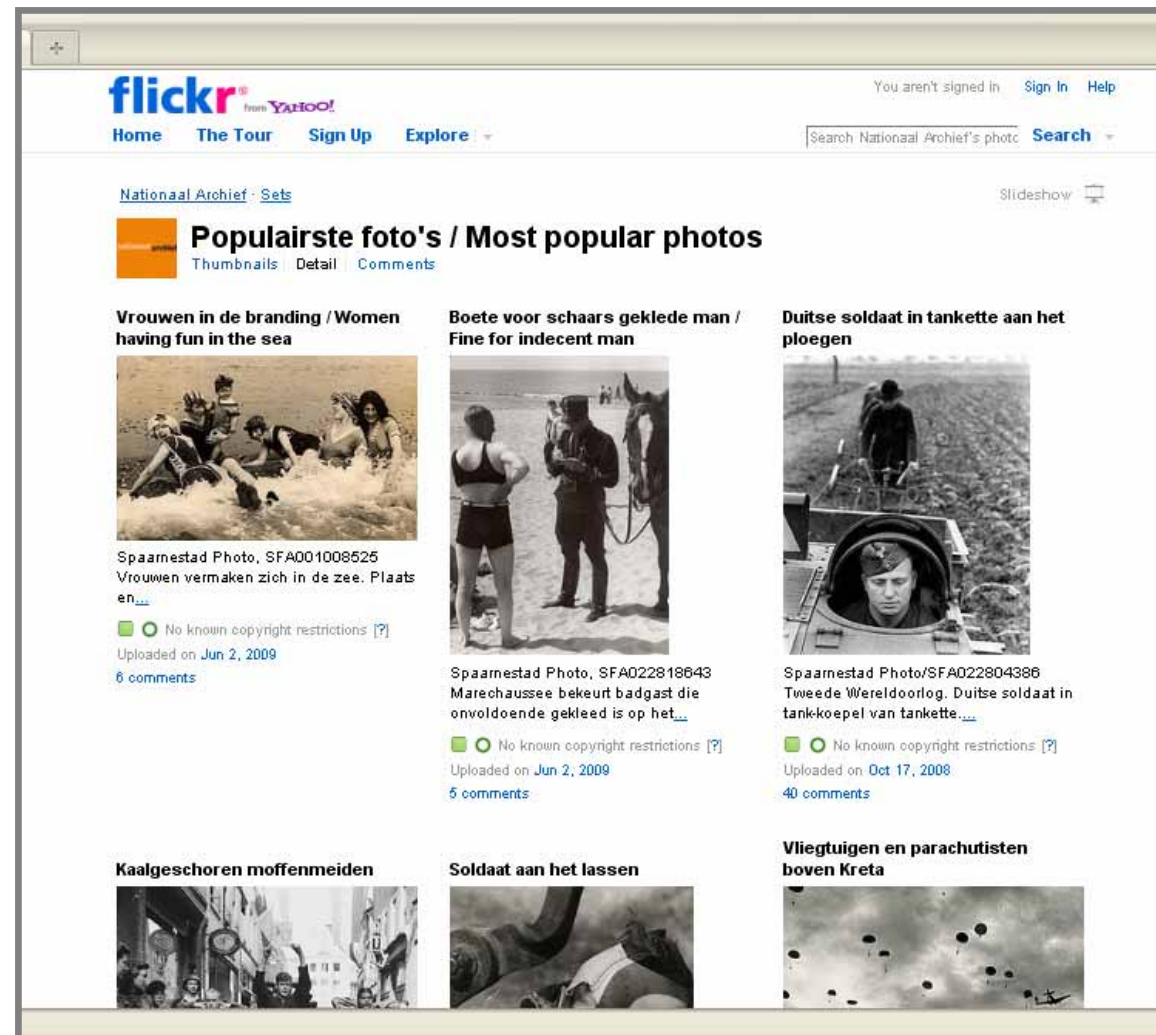 flickr® from YAHOO!
You aren't signed in Sign In Help
Home The Tour Sign Up Explore
Search Nationaal Archief's photo Search
Nationaal Archief · Sets
Slideshow
Populairste foto's / Most popular photos
Thumbnails Detail Comments
Vrouwen in de branding / Women
having fun in the sea
Spaarnestad Photo, SFA001008525
Vrouwen vermaken zich in de zee. Plaats
en...
No known copyright restrictions [?]
Uploaded on Jun 2, 2009
6 comments
Boete voor schaars geklede man /
Fine for indecent man
Spaarnestad Photo, SFA022818643
Marechaussee bekeurt badgast die
onvoldoende gekleed is op het...
No known copyright restrictions [?]
Uploaded on Jun 2, 2009
5 comments
Duitse soldaat in tankette aan het
ploegen
Spaarnestad Photo/SFA022804386
Tweede Wereldoorlog. Duitse soldaat in
tank-koepel van tankette....
No known copyright restrictions [?]
Uploaded on Oct 17, 2008
40 comments
Kaalgeschoren moffenmeiden
Soldaat aan het lassen
Vliegtuigen en parachutisten
boven Kreta